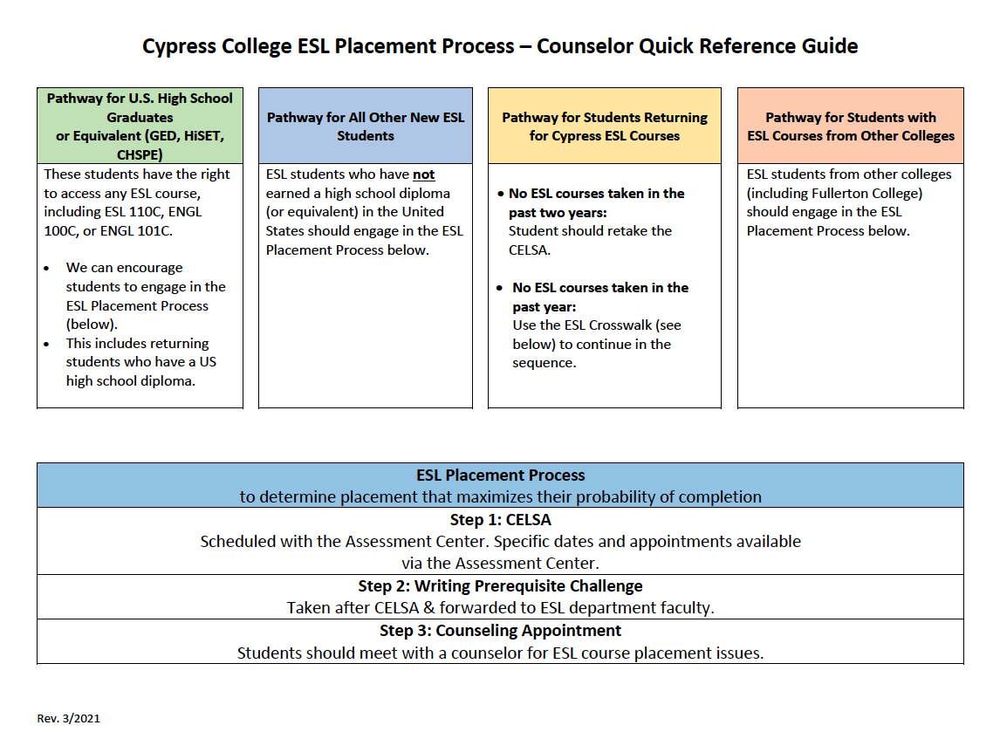 Cypress College ESL Placement Process – Counselor Quick Reference Guide
Pathway for U.S. High School
Graduates
or Equivalent (GED, HiSET,
CHSPE)
These students have the right
to access any ESL course,
including ESL 110C, ENGL
100C, or ENGL 101C.
• We can encourage
students to engage in the
ESL Placement Process
(below).
• This includes returning
students who have a US
high school diploma.
Pathway for All Other New ESL
Students
ESL students who have not
earned a high school diploma
(or equivalent) in the United
States should engage in the ESL
Placement Process below.
Pathway for Students Returning
for Cypress ESL Courses
• No ESL courses taken in the
past two years:
Student should retake the
CELSA.
• No ESL courses taken in the
past year:
Use the ESL Crosswalk (see
below) to continue in the
sequence.
Pathway for Students with
ESL Courses from Other Colleges
ESL students from other colleges
(including Fullerton College)
should engage in the ESL
Placement Process below.
ESL Placement Process
to determine placement that maximizes their probability of completion
Step 1: CELSA
Scheduled with the Assessment Center. Specific dates and appointments available
via the Assessment Center.
Step 2: Writing Prerequisite Challenge
Taken after CELSA & forwarded to ESL department faculty.
Step 3: Counseling Appointment
Students should meet with a counselor for ESL course placement issues.
Rev. 3/2021